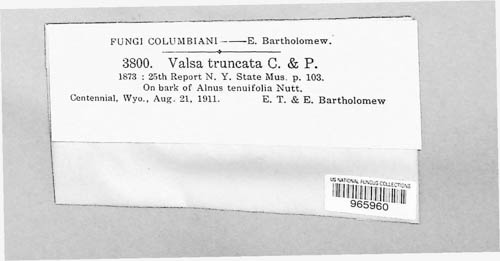 FUNGI COLUMBIANI — E. Bartholomew.
3800. Valsa truncata C. & P.
1873 : 25th Report N. Y. State Mus. p. 103.
On bark of Alnus tenuifolia Nutt.
Centennial, Wyo., Aug. 21, 1911. E. T. & E. Bartholomew
US NATIONAL FUNGUS COLLECTIONS
965960